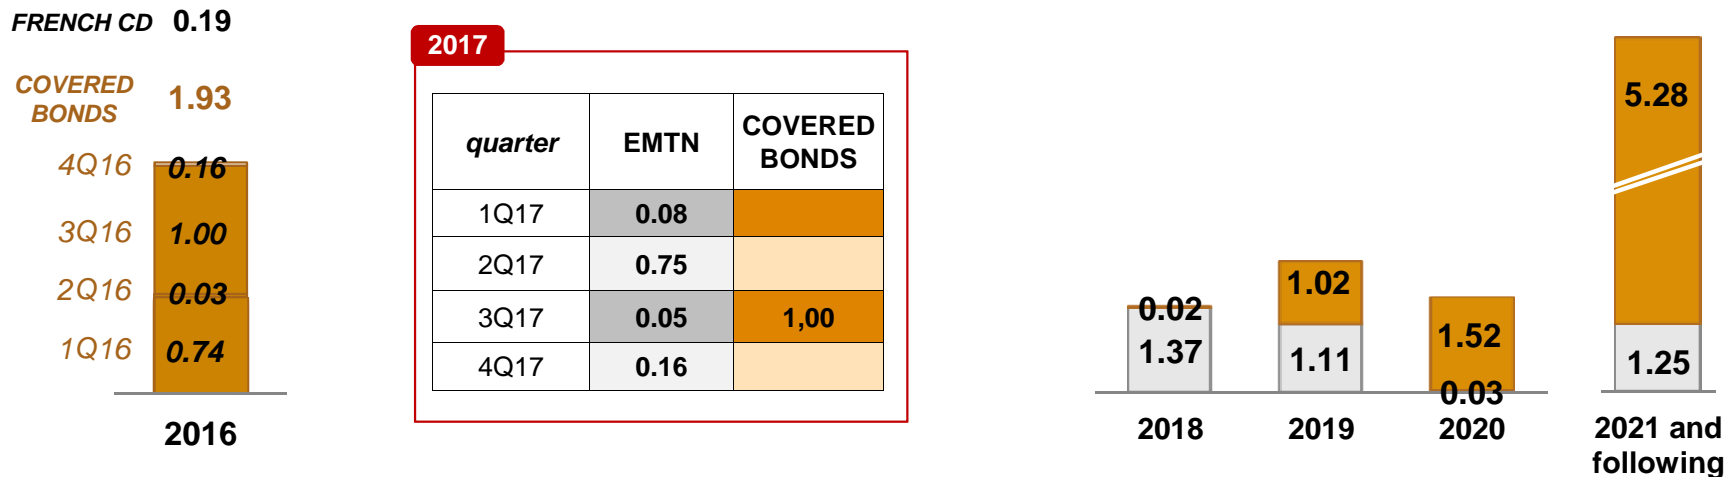 FRENCH CD 0.19
COVERED
BONDS
1.93
4Q16 0.16
3Q16 1.00
2Q16 0.03
1Q16 0.74
2016
2017
quarter EMTN COVERED
BONDS
1Q17 0.08
2Q17 0.75
3Q17 0.05 1,00
4Q17 0.16
0.02
1.37
2018
1.02
1.11
2019
1.52
0.03
2020
5.28
1.25
2021 and
following